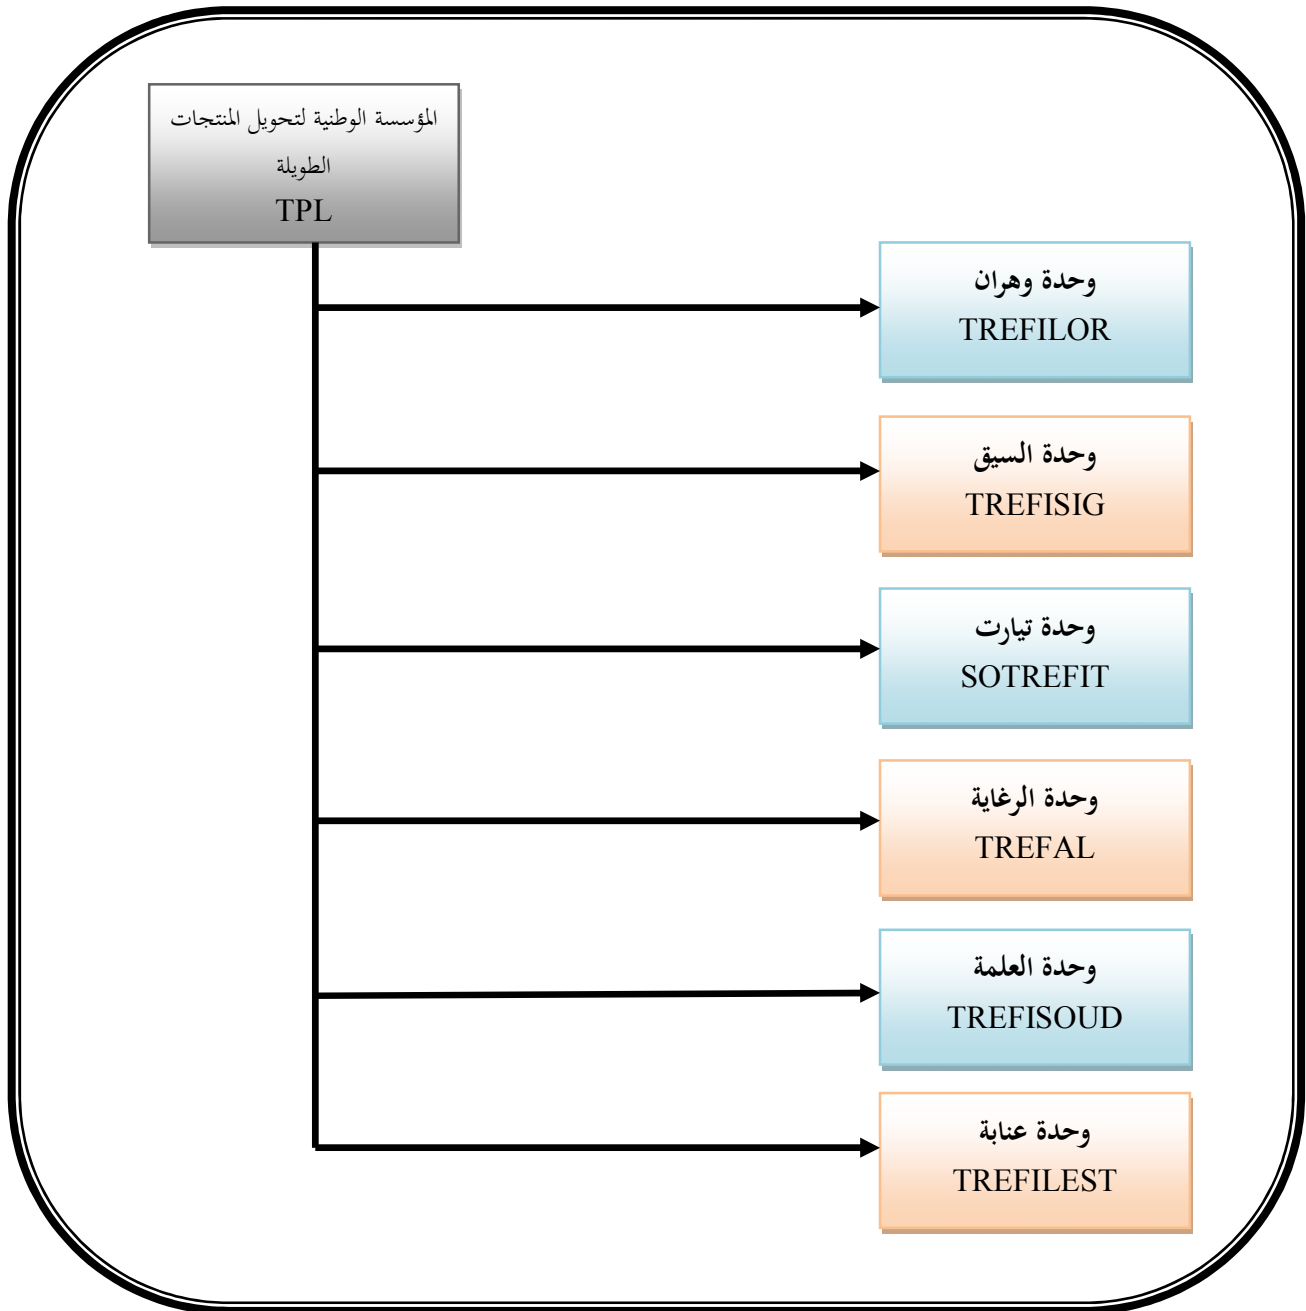 المؤسسة الوطنية لتحويل المنتجات
الطويلة
TPL
وحدة وهران
TREFILOR
وحدة السيق
TREFISIG
وحدة تيارت
SOTREFIT
وحدة الرغاية
TREFAL
وحدة العلمة
TREFISOUD
وحدة عنابة
TREFILEST